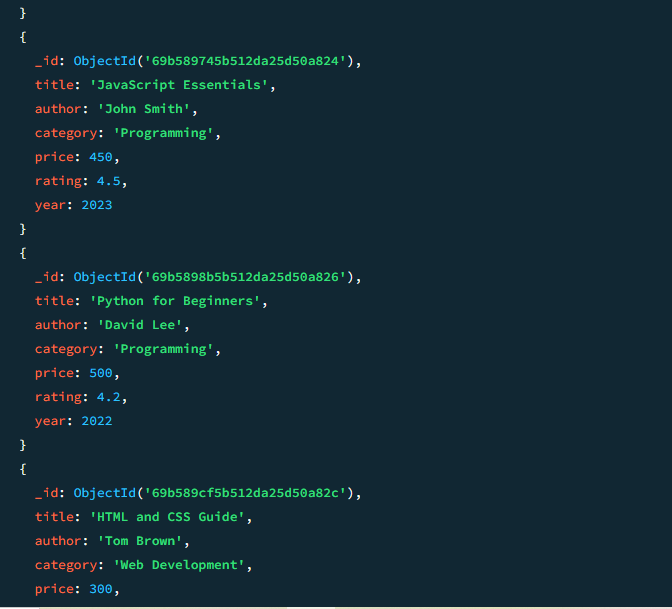 }
{
_id: ObjectId('69b589745b512da25d50a824'),
title: 'JavaScript Essentials',
author: 'John Smith',
category: 'Programming',
price: 450,
rating: 4.5,
year: 2023
}
{
_id: ObjectId('69b5898b5b512da25d50a826'),
title: 'Python for Beginners',
author: 'David Lee',
category: 'Programming',
price: 500,
rating: 4.2,
year: 2022
}
{
_id: ObjectId('69b589cf5b512da25d50a82c'),
title: 'HTML and CSS Guide',
author: 'Tom Brown',
category: 'Web Development',
price: 300,